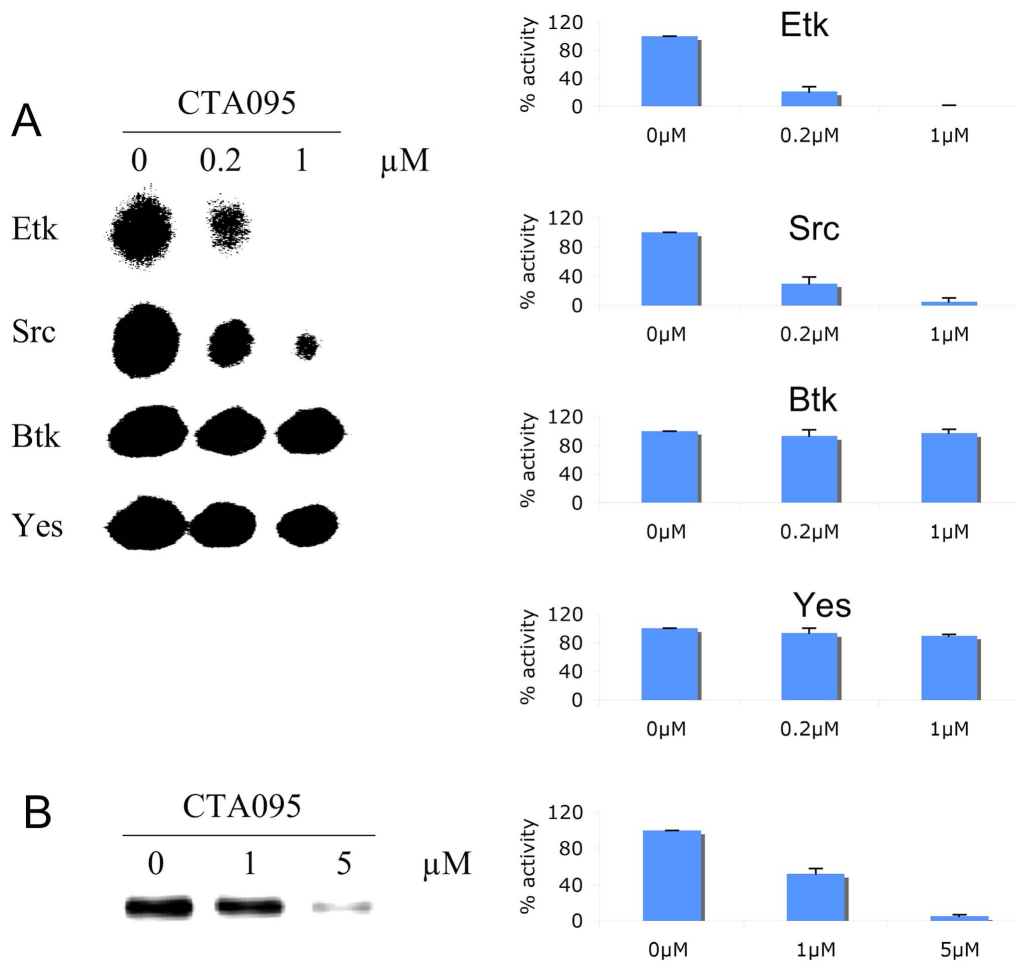 A
CTA095
0 0.2 1 µM
Etk
Src
Btk
Yes
Etk
% activity
120
80
40
0
0µM 0.2µM 1µM
Src
% activity
120
80
40
0
0µM 0.2µM 1µM
Btk
% activity
120
80
40
0
0µM 0.2µM 1µM
Yes
% activity
120
80
40
0
0µM 0.2µM 1µM
B
CTA095
0 1 5 µM
% activity
120
80
40
0
0µM 1µM 5µM